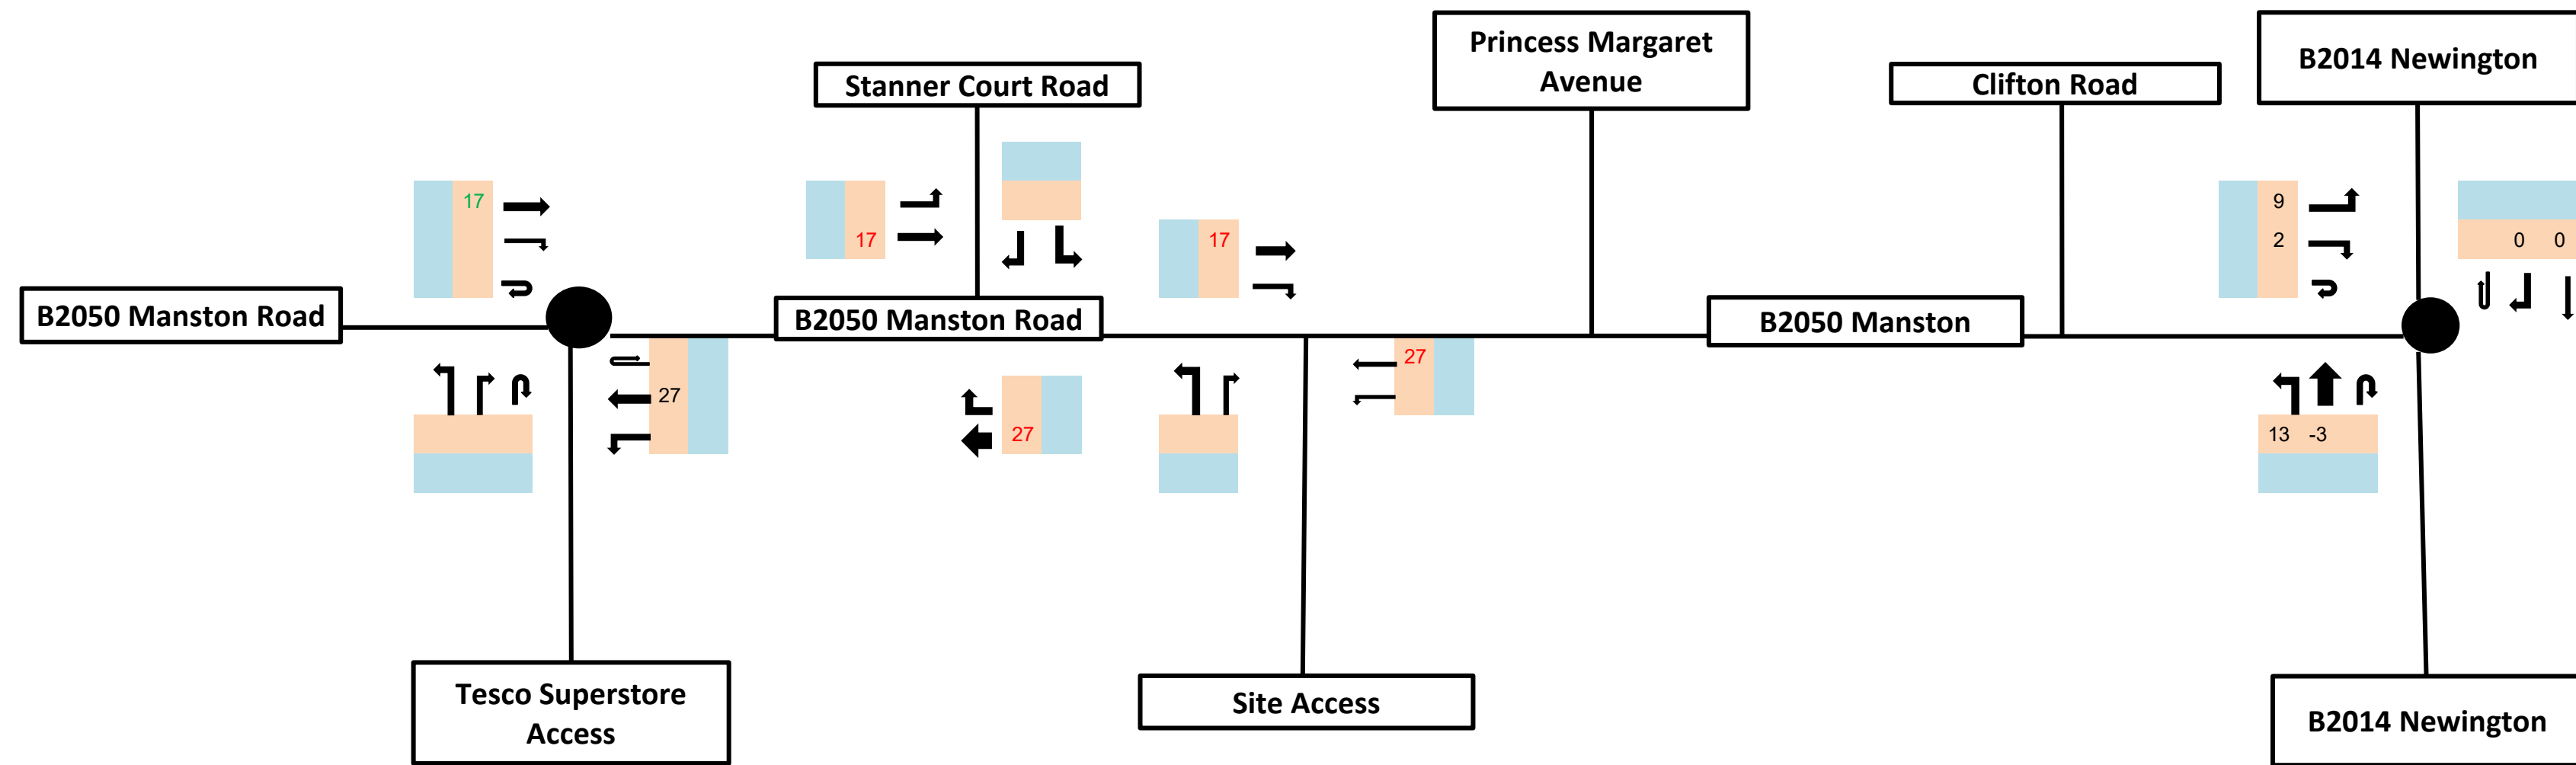 Princess Margaret
Avenue
B2014 Newington
Stanner Court Road
Clifton Road
17
17
17
9
2
0 0
B2050 Manston Road
B2050 Manston Road
B2050 Manston
27
27
27
13 -3
Tesco Superstore
Access
Site Access
B2014 Newington